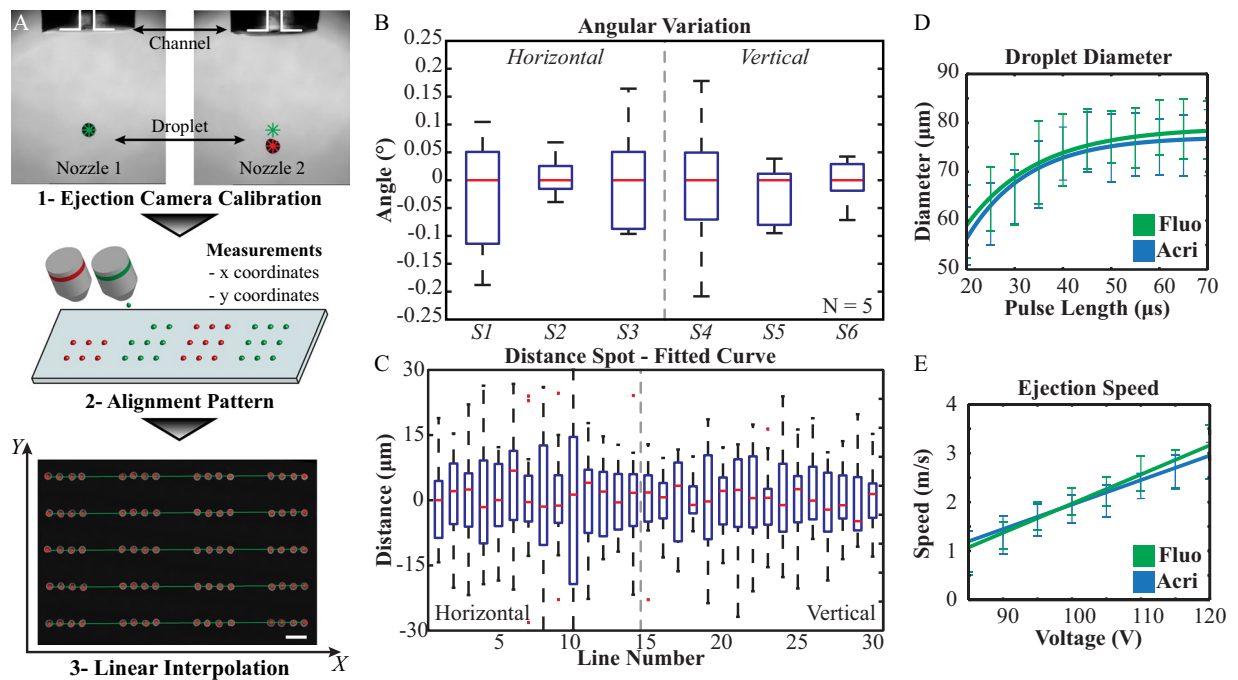 A
Channel
Droplet
Nozzle 1
Nozzle 2
1- Ejection Camera Calibration
Measurements
- x coordinates
- y coordinates
2- Alignment Pattern
Y
X
3- Linear Interpolation
B
Angular Variation
Horizontal
Vertical
Angle (°)
0.25
0.2
0.15
0.1
0.05
0
-0.05
-0.1
-0.15
-0.2
-0.25
N = 5
S1 S2 S3 S4 S5 S6
C
Distance Spot - Fitted Curve
Distance (µm)
30
15
0
-15
-30
Horizontal
Vertical
5 10 15 20 25 30
Line Number
D
Droplet Diameter
Diameter (µm)
90
80
70
60
50
Fluo
Acri
20 30 40 50 60 70
Pulse Length (µs)
E
Ejection Speed
Speed (m/s)
4
3
2
1
0
Fluo
Acri
90 100 110 120
Voltage (V)